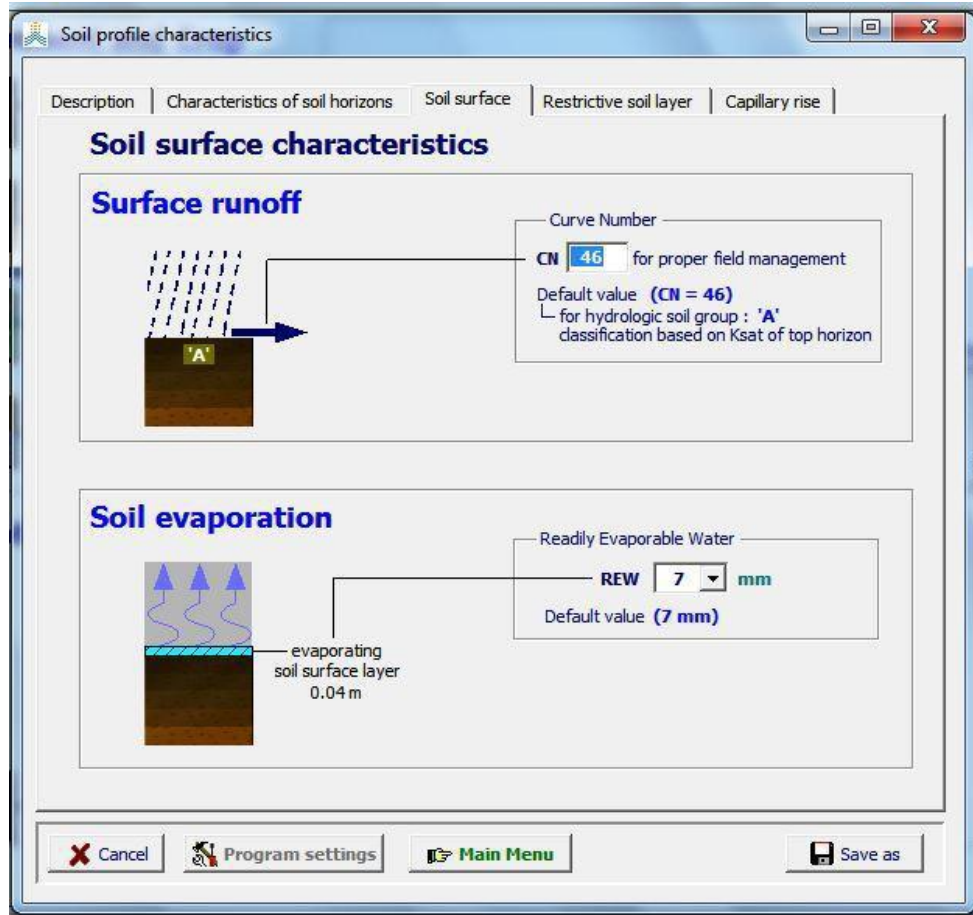 Soil profile characteristics
Description
Characteristics of soil horizons
Soil surface
Restrictive soil layer
Capillary rise
Soil surface characteristics
Surface runoff
Curve Number
CN 46 for proper field management
Default value (CN = 46)
for hydrologic soil group : 'A'
classification based on Ksat of top horizon
'A'
Soil evaporation
Readily Evaporable Water
REW 7 mm
Default value (7 mm)
evaporating
soil surface layer
0.04 m
Cancel
Program settings
Main Menu
Save as